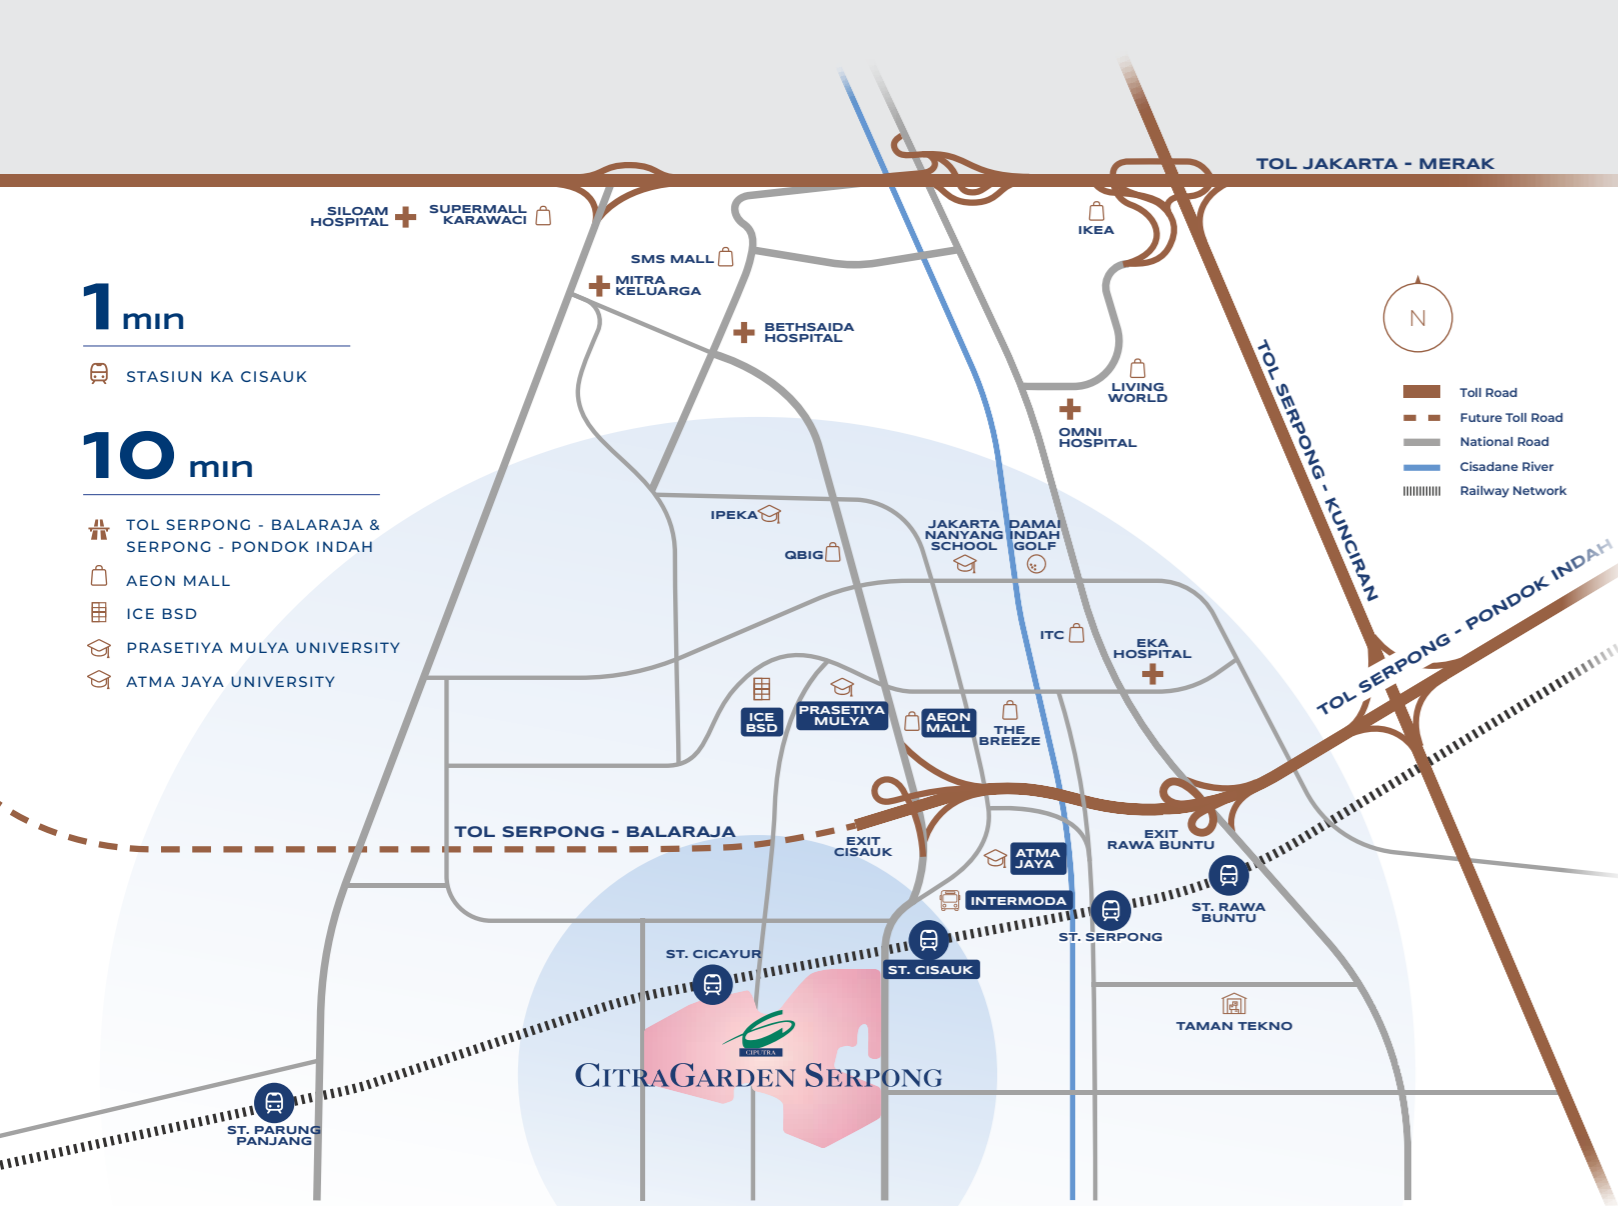 TOL JAKARTA - MERAK
SILOAM
HOSPITAL
SUPERMALL
KARAWACI
IKEA
SMS MALL
MITRA
KELUARGA
BETHSAIDA
HOSPITAL
1 min
STASIUN KA CISAUK
10 min
TOL SERPONG - BALARAJA &
SERPONG - PONDOK INDAH
AEON MALL
ICE BSD
PRASETIYA MULYA UNIVERSITY
ATMA JAYA UNIVERSITY
N
Toll Road
Future Toll Road
National Road
Cisadane River
Railway Network
TOL SERPONG - KUNCIRAN
LIVING
WORLD
OMNI
HOSPITAL
IPEKA
QBIG
JAKARTA
NANYANG
SCHOOL
DAMAI
INDAH
GOLF
ITC
EKA
HOSPITAL
TOL SERPONG - PONDOK INDAH
ICE
BSD
PRASETIYA
MULYA
AEON
MALL
THE
BREEZE
TOL SERPONG - BALARAJA
EXIT
CISAUK
EXIT
RAWA BUNTU
ATMA
JAYA
INTERMODA
ST. RAWA
BUNTU
ST. SERPONG
ST. CISAUK
ST. CICAYUR
TAMAN TEKNO
CIPUTRA
CITRAGARDEN SERPONG
ST. PARUNG
PANJANG